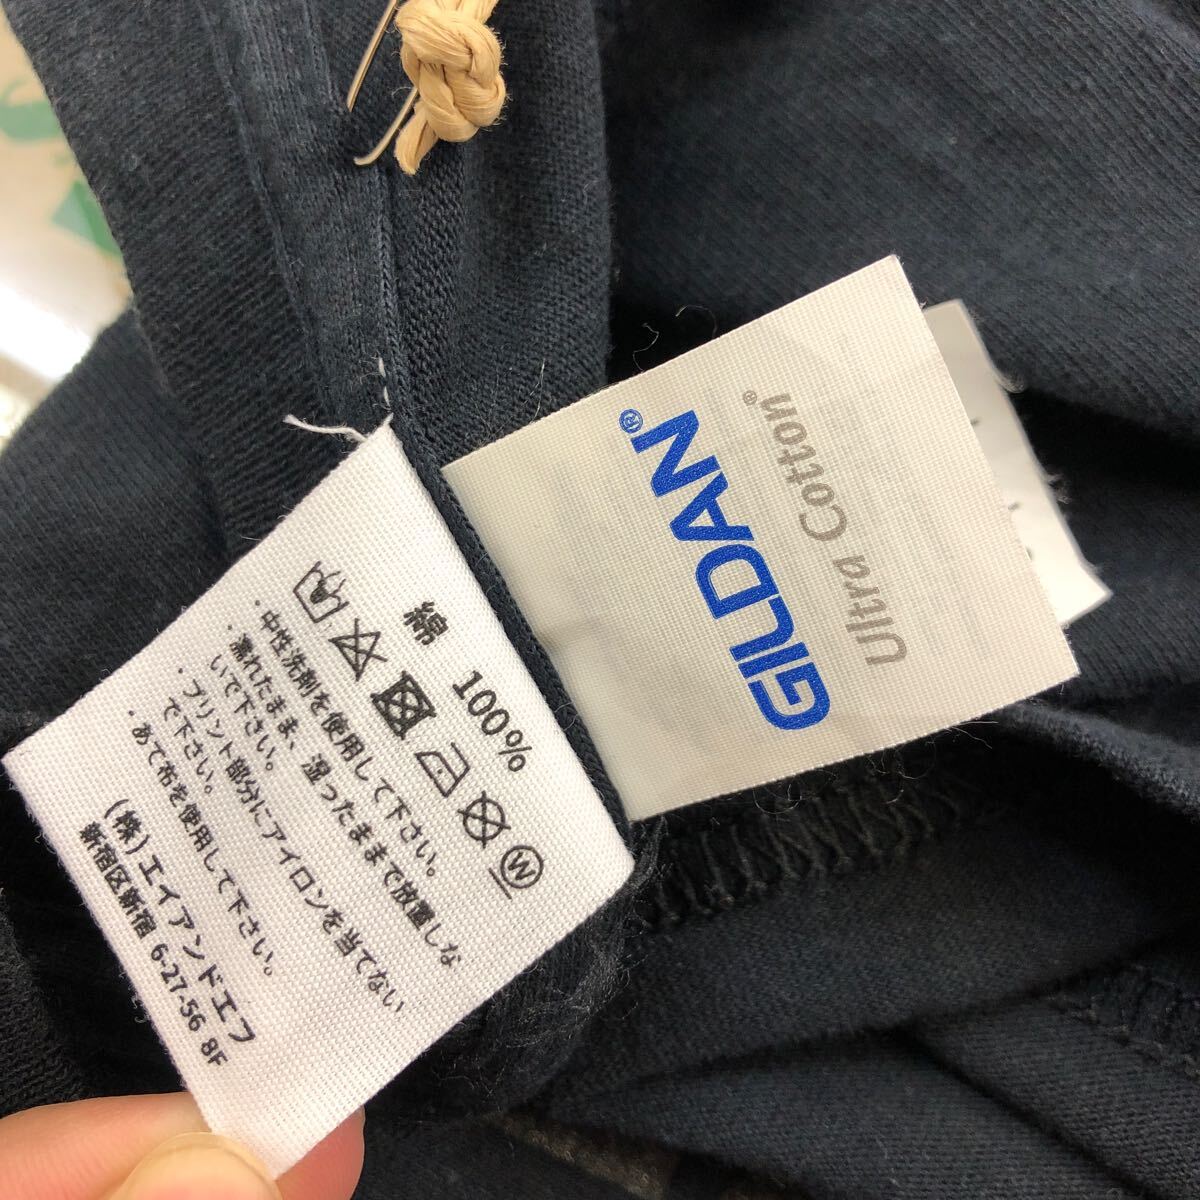 綿 100%
・中性洗剤を使用して下さい。
・濡れたまま、湿ったままで放置しな
いで下さい。
・プリント部分にアイロンを当てない
で下さい。
・あて布を使用して下さい。
(株)エイアンドエフ
新宿区新宿 6-27-56 8F
W
GILDAN®
Ultra Cotton®